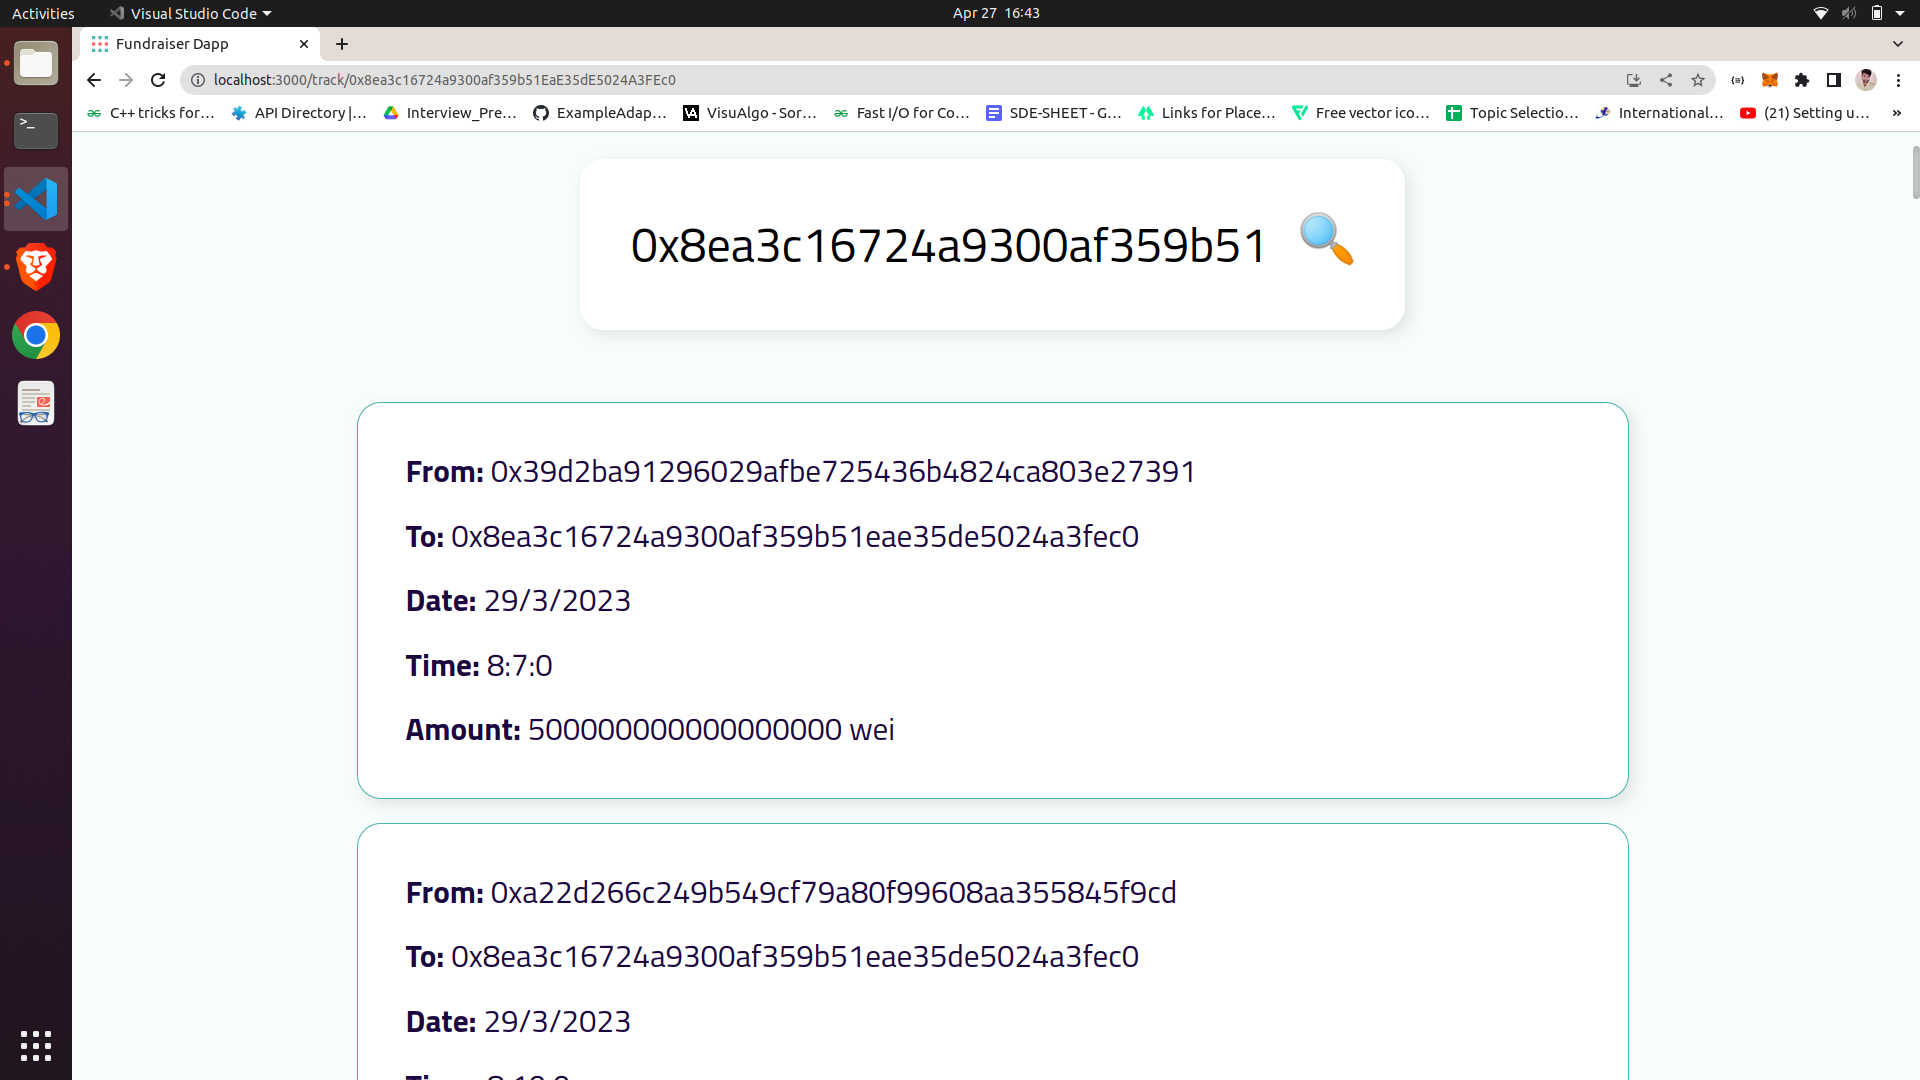 Activities Visual Studio Code Apr 27 16:43
Fundraiser Dapp
localhost:3000/track/0x8ea3c16724a9300af359b51EaE35dE5024A3FEc0
C++ tricks for… API Directory |… Interview_Pre… ExampleAdap… VisuAlgo - Sor… Fast I/O for Co… SDE-SHEET - G… Links for Place… Free vector ico… Topic Selectio… International… (21) Setting u… »
0x8ea3c16724a9300af359b51
From: 0x39d2ba91296029afbe725436b4824ca803e27391
To: 0x8ea3c16724a9300af359b51eae35de5024a3fec0
Date: 29/3/2023
Time: 8:7:0
Amount: 500000000000000000 wei
From: 0xa22d266c249b549cf79a80f99608aa355845f9cd
To: 0x8ea3c16724a9300af359b51eae35de5024a3fec0
Date: 29/3/2023